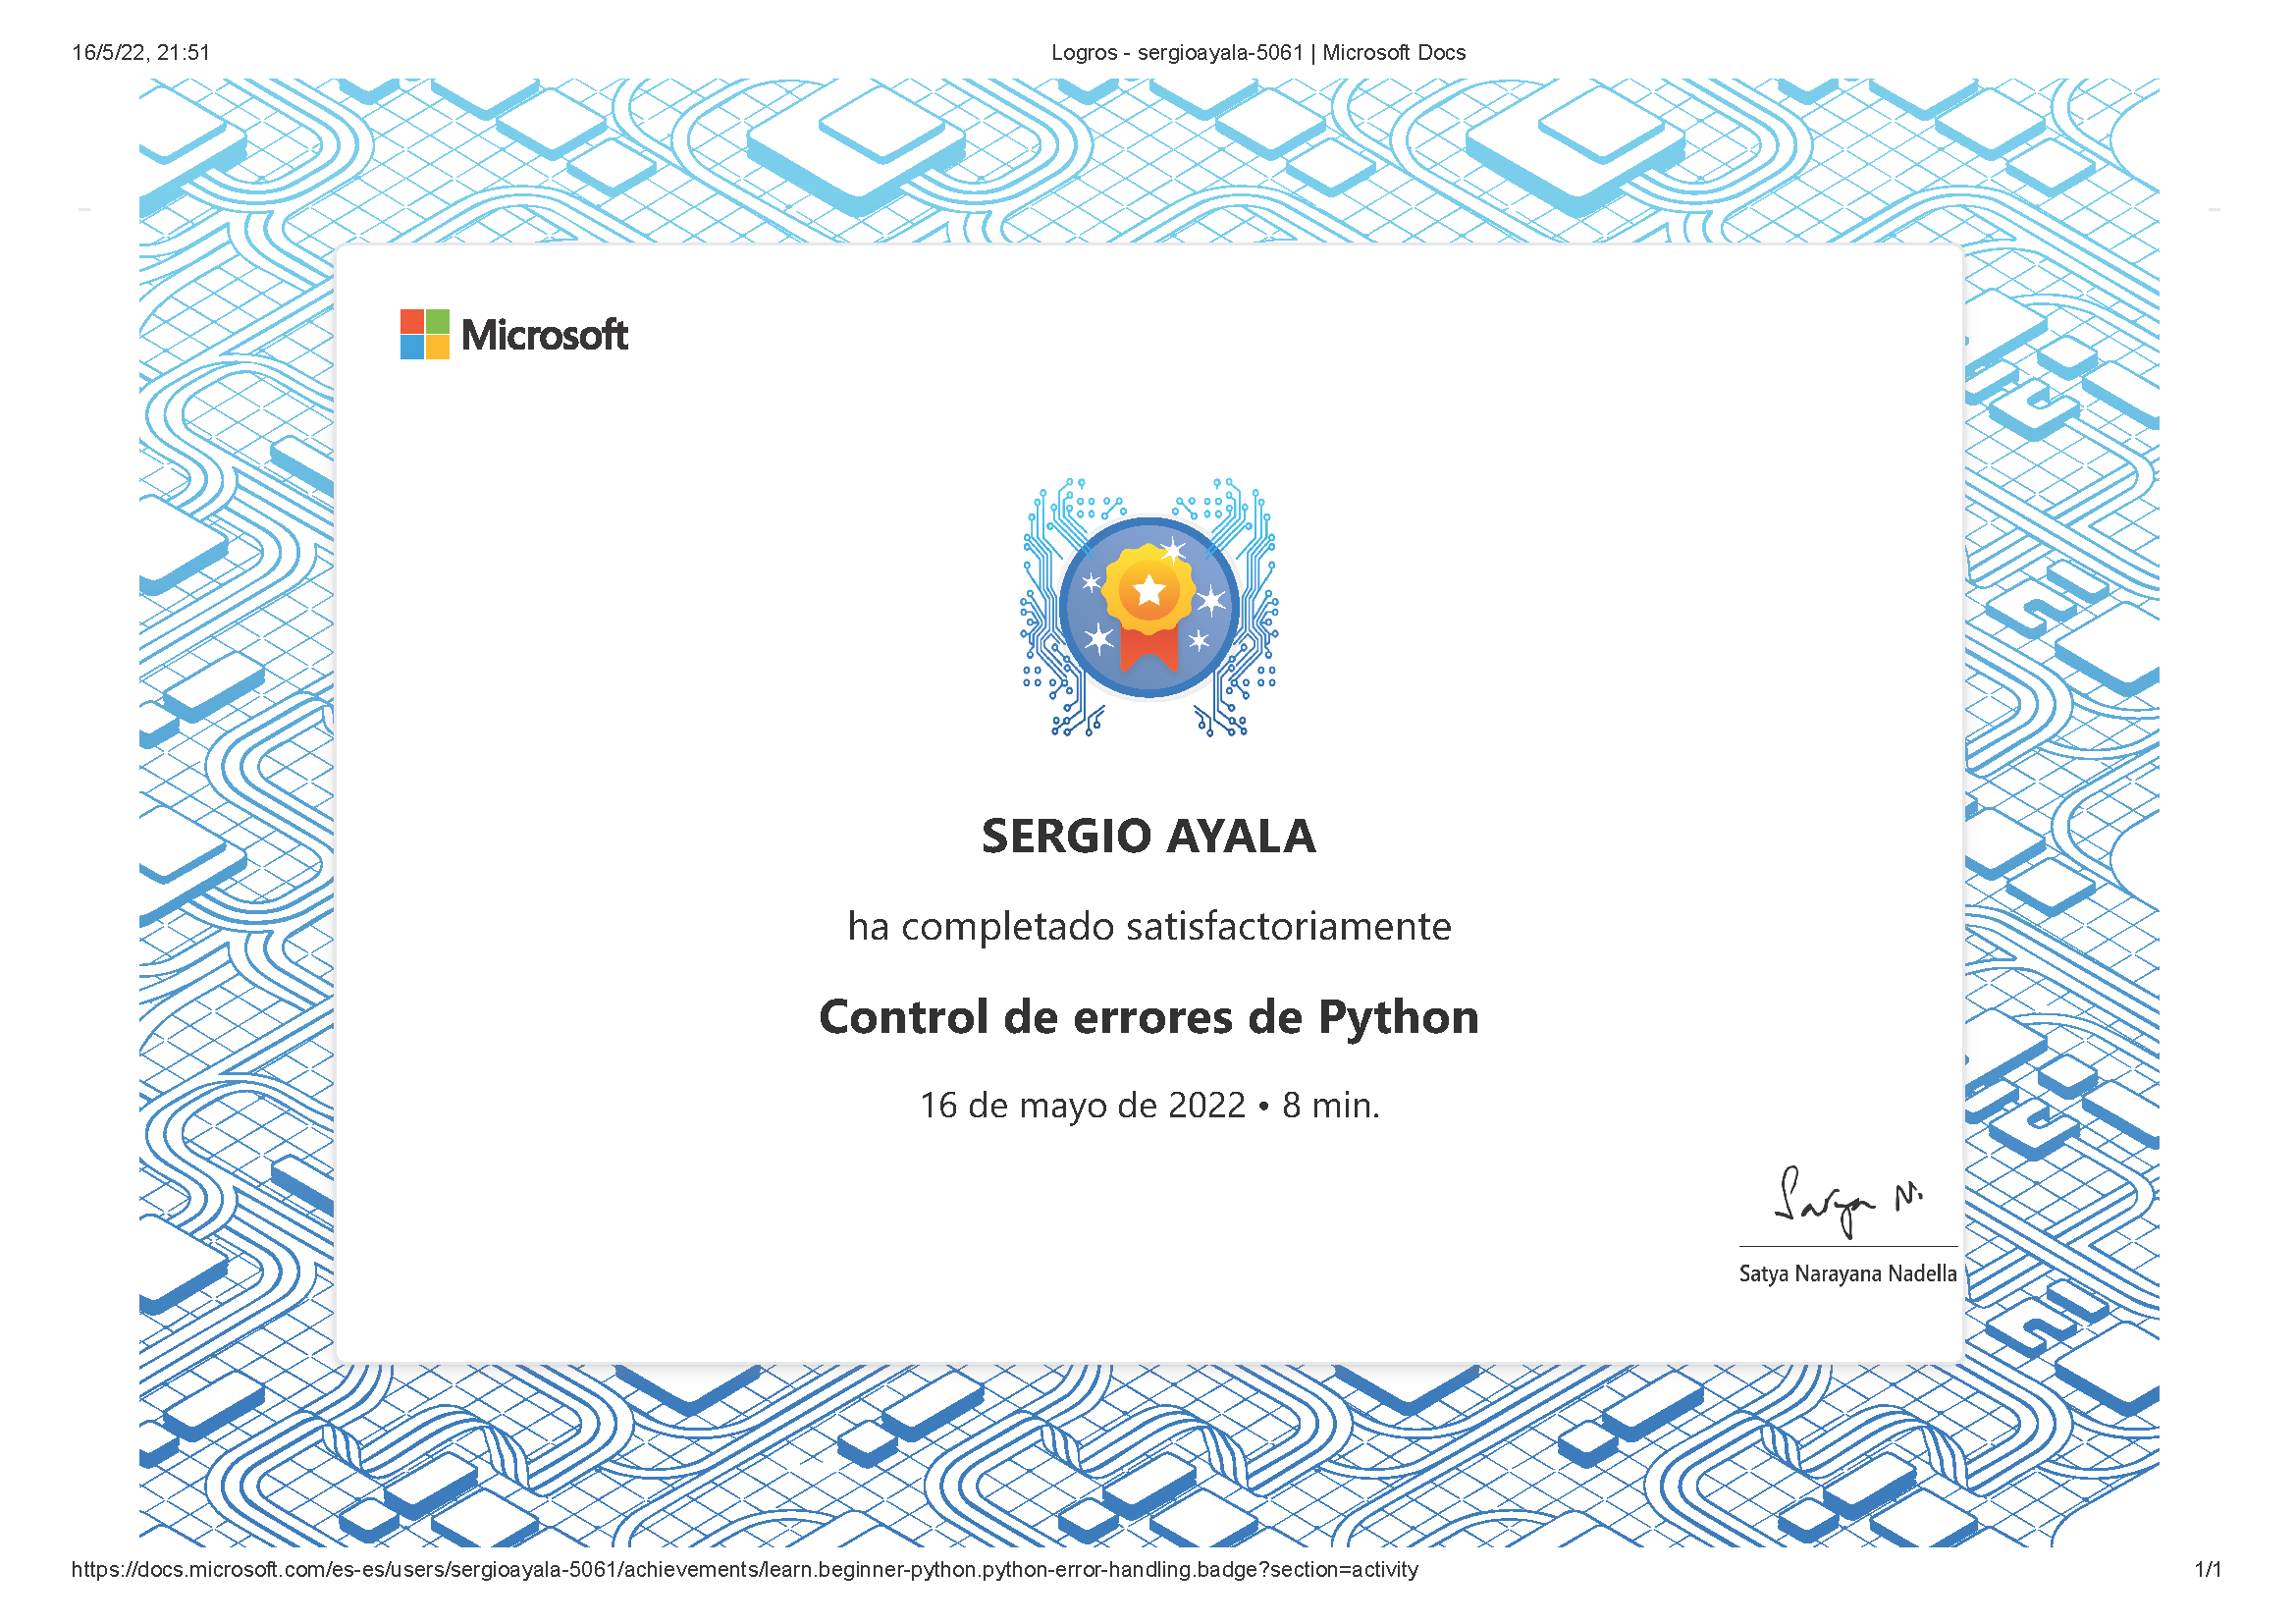 16/5/22, 21:51
Logros - sergioayala-5061 | Microsoft Docs
Microsoft
SERGIO AYALA
ha completado satisfactoriamente
Control de errores de Python
16 de mayo de 2022 • 8 min.
Satya N.
Satya Narayana Nadella
https://docs.microsoft.com/es-es/users/sergioayala-5061/achievements/learn.beginner-python.python-error-handling.badge?section=activity
1/1